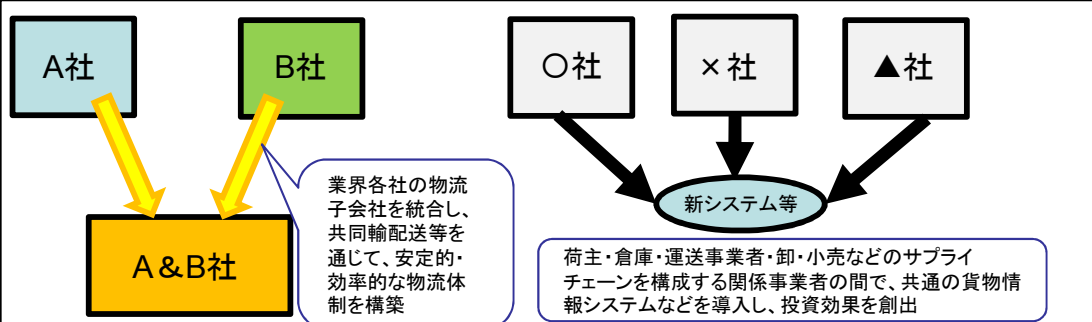 A社
B社
A&B社
業界各社の物流
子会社を統合し、
共同輸配送等を
通じて、安定的・
効率的な物流体
制を構築
〇社
×社
▲社
新システム等
荷主・倉庫・運送事業者・卸・小売などのサプライ
チェーンを構成する関係事業者の間で、共通の貨物情
報システムなどを導入し、投資効果を創出